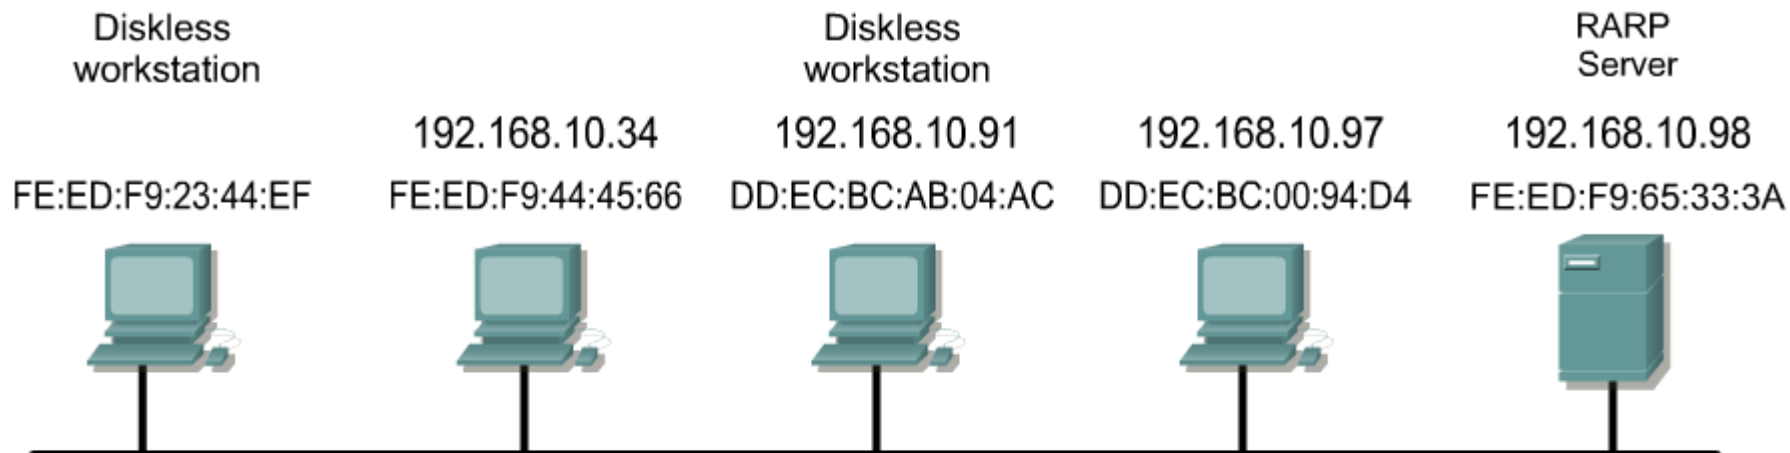 Diskless
workstation
Diskless
workstation
RARP
Server
192.168.10.34
192.168.10.91
192.168.10.97
192.168.10.98
FE:ED:F9:23:44:EF
FE:ED:F9:44:45:66
DD:EC:BC:AB:04:AC
DD:EC:BC:00:94:D4
FE:ED:F9:65:33:3A